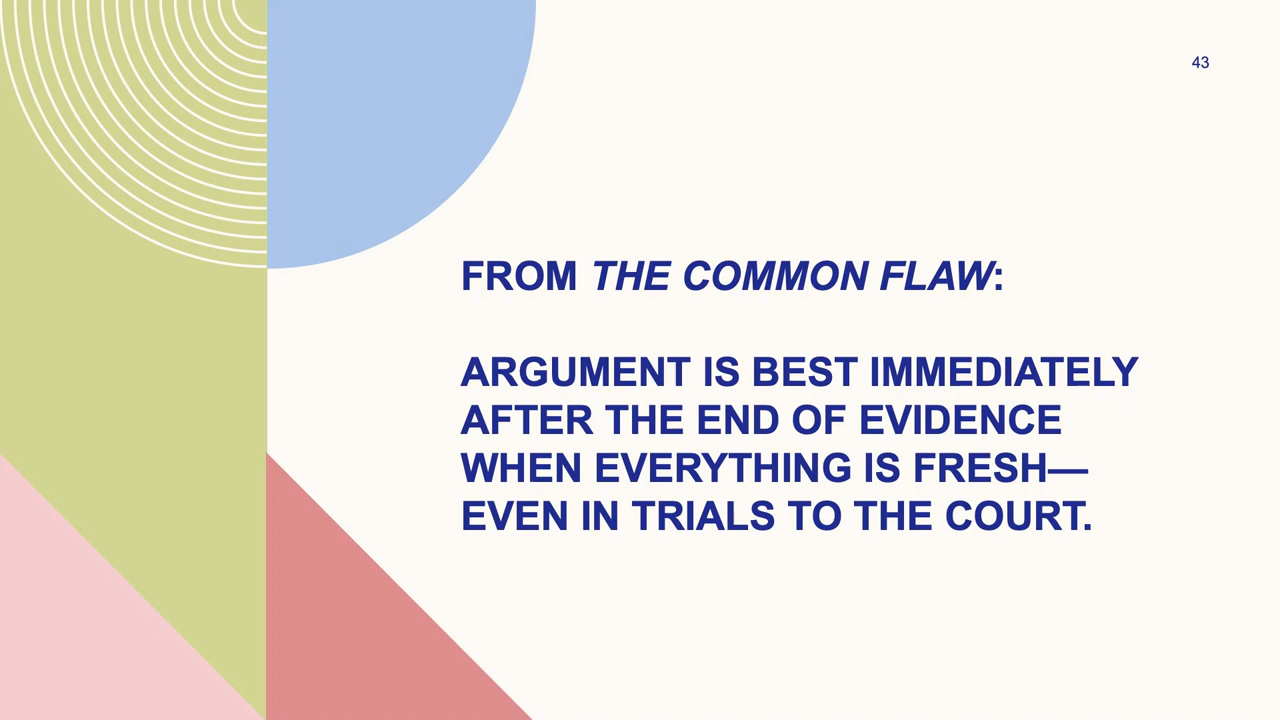 43
FROM THE COMMON FLAW:
ARGUMENT IS BEST IMMEDIATELY
AFTER THE END OF EVIDENCE
WHEN EVERYTHING IS FRESH—
EVEN IN TRIALS TO THE COURT.